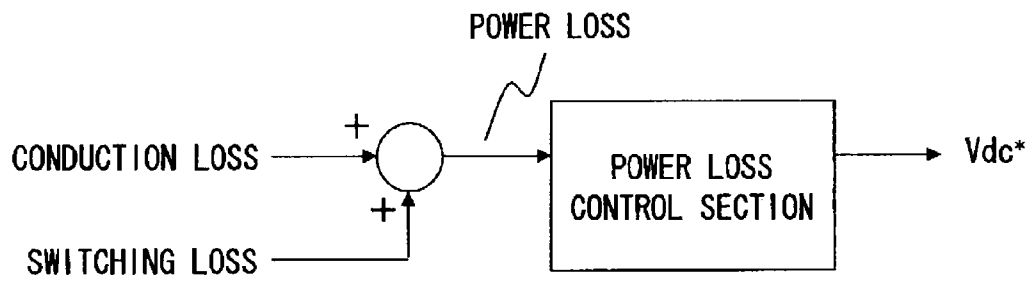 POWER LOSS
+
CONDUCTION LOSS
POWER LOSS
CONTROL SECTION
Vdc*
+
SWITCHING LOSS